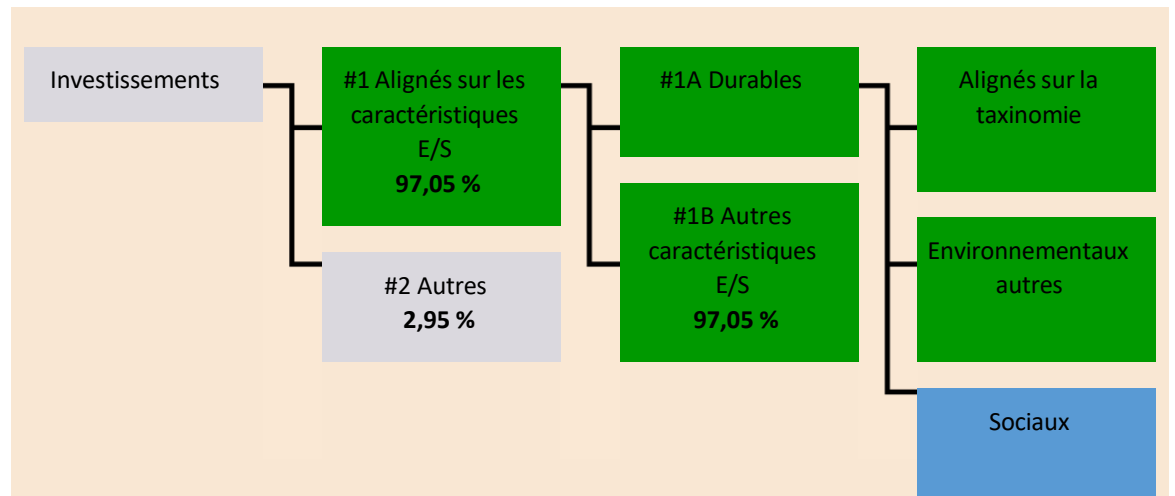 Investissements
#1 Alignés sur les
caractéristiques
E/S
97,05 %
#2 Autres
2,95 %
#1A Durables
#1B Autres
caractéristiques
E/S
97,05 %
Alignés sur la
taxinomie
Environnementaux
autres
Sociaux